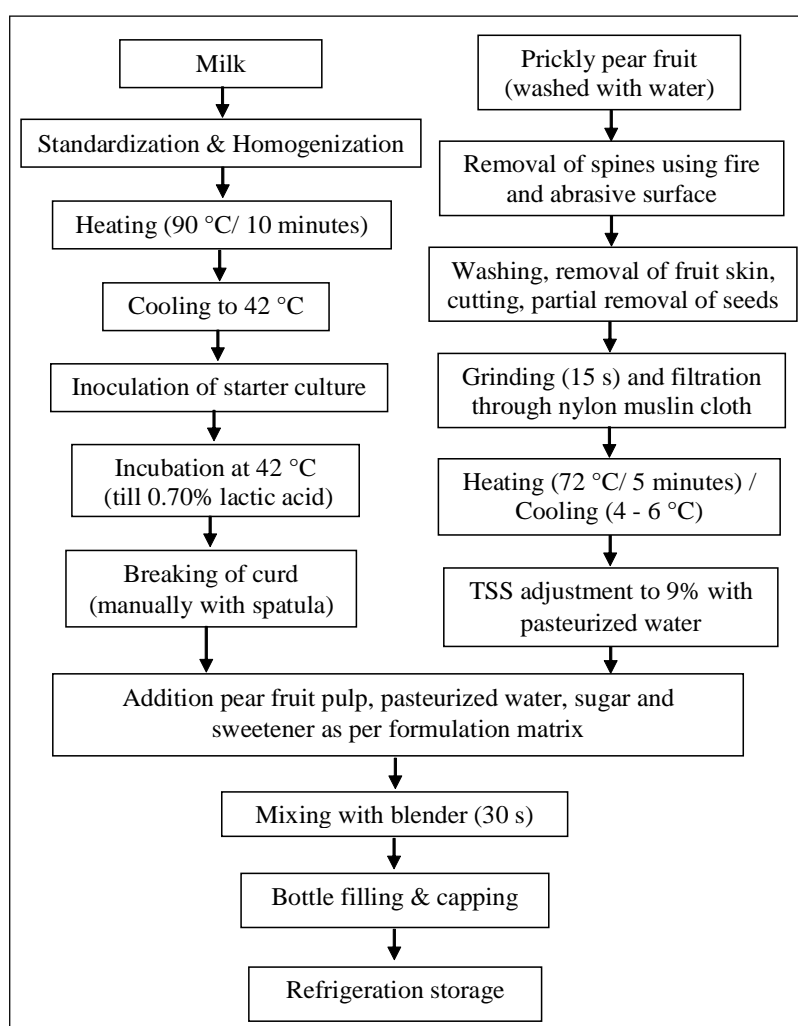 Milk
Standardization & Homogenization
Heating (90 °C/ 10 minutes)
Cooling to 42 °C
Inoculation of starter culture
Incubation at 42 °C
(till 0.70% lactic acid)
Breaking of curd
(manually with spatula)
Prickly pear fruit
(washed with water)
Removal of spines using fire
and abrasive surface
Washing, removal of fruit skin,
cutting, partial removal of seeds
Grinding (15 s) and filtration
through nylon muslin cloth
Heating (72 °C/ 5 minutes) /
Cooling (4 - 6 °C)
TSS adjustment to 9% with
pasteurized water
Addition pear fruit pulp, pasteurized water, sugar and
sweetener as per formulation matrix
Mixing with blender (30 s)
Bottle filling & capping
Refrigeration storage